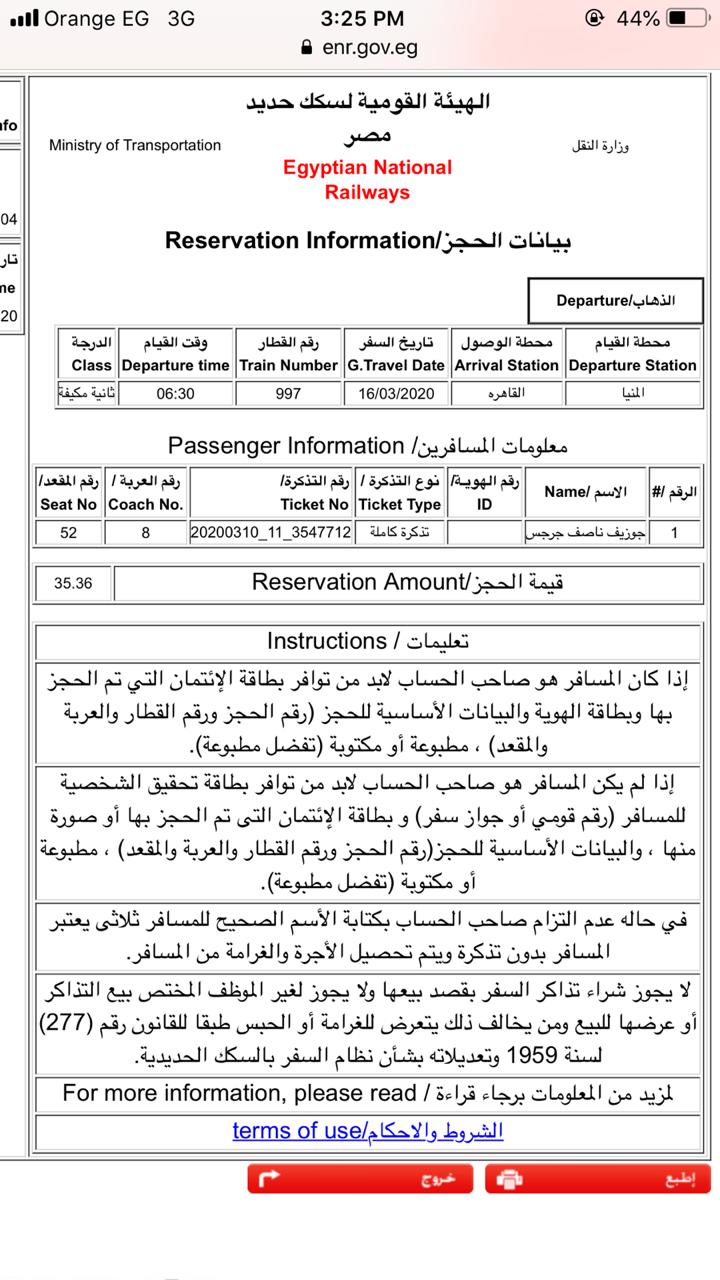 Orange EG 3G
3:25 PM
44%
enr.gov.eg
الهيئة القومية لسكك حديد
مصر
Ministry of Transportation
وزارة النقل
Egyptian National
Railways
بيانات الحجز/Reservation Information
الذهاب/Departure
محطة القيام
Departure Station
محطة الوصول
Arrival Station
تاريخ السفر
G.Travel Date
رقم القطار
Train Number
وقت القيام
Departure time
الدرجة
Class
المنيا
القاهره
16/03/2020
997
06:30
ثانية مكيفة
معلومات المسافرين/ Passenger Information
الرقم /#
الاسم /Name
رقم الهوية/
ID
نوع التذكرة /
Ticket Type
رقم التذكرة/
Ticket No
رقم العربة /
Coach No.
رقم المقعد/
Seat No
1
جوزيف ناصف جرجس
تذكرة كاملة
20200310_11_3547712
8
52
قيمة الحجز/Reservation Amount
35.36
تعليمات / Instructions
إذا كان المسافر هو صاحب الحساب لابد من توافر بطاقة الإئتمان التي تم الحجز
بها وبطاقة الهوية والبيانات الأساسية للحجز (رقم الحجز ورقم القطار والعربة
والمقعد) ، مطبوعة أو مكتوبة (تفضل مطبوعة).
إذا لم يكن المسافر هو صاحب الحساب لابد من توافر بطاقة تحقيق الشخصية
للمسافر (رقم قومي أو جواز سفر) و بطاقة الإئتمان التى تم الحجز بها أو صورة
منها ، والبيانات الأساسية للحجز(رقم الحجز ورقم القطار والعربة والمقعد) ، مطبوعة
أو مكتوبة (تفضل مطبوعة).
في حاله عدم التزام صاحب الحساب بكتابة الأسم الصحيح للمسافر ثلاثى يعتبر
المسافر بدون تذكرة ويتم تحصيل الأجرة والغرامة من المسافر.
لا يجوز شراء تذاكر السفر بقصد بيعها ولا يجوز لغير الموظف المختص بيع التذاكر
أو عرضها للبيع ومن يخالف ذلك يتعرض للغرامة أو الحبس طبقا للقانون رقم (277)
لسنة 1959 وتعديلاته بشأن نظام السفر بالسكك الحديدية.
لمزيد من المعلومات برجاء قراءة / For more information, please read
الشروط والاحكام/terms of use
إطبع
خروج
nfo
04
تار
me
20